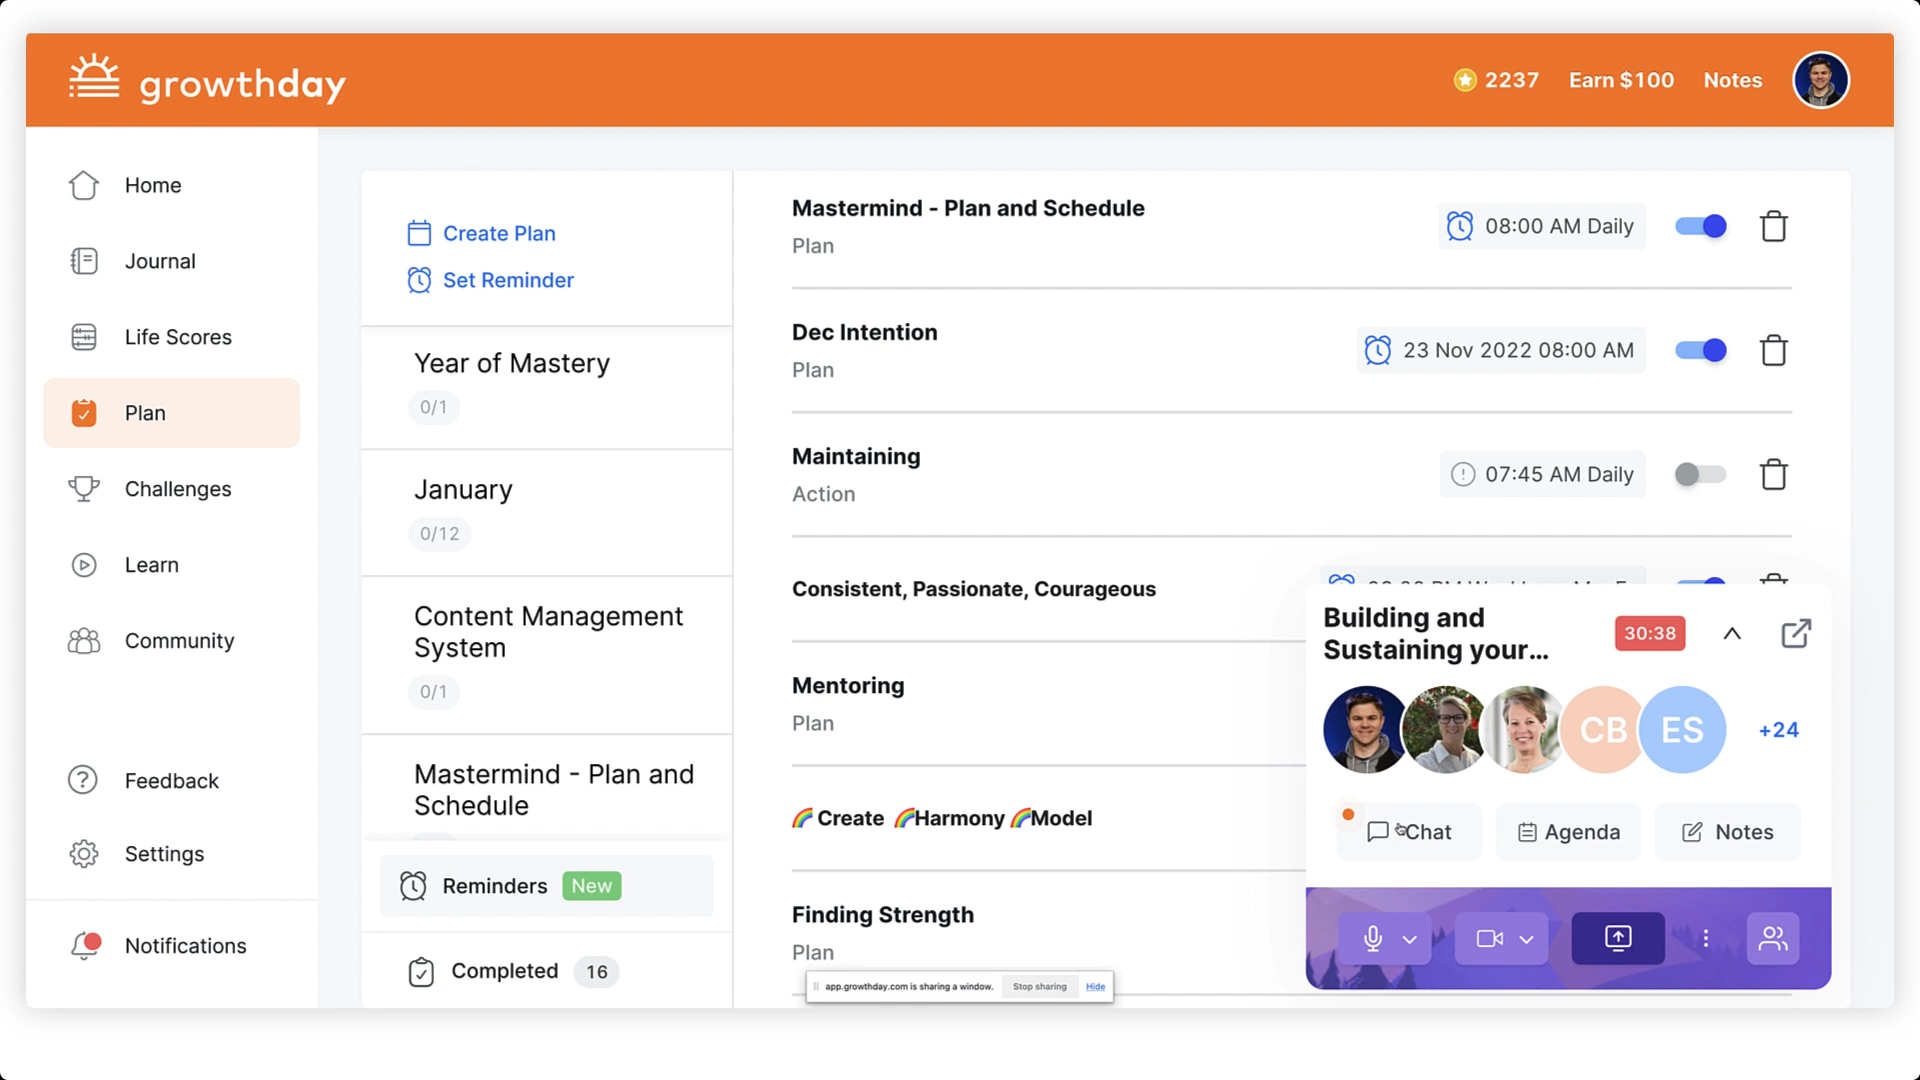 growthday
2237
Earn $100
Notes
Home
Journal
Life Scores
Plan
Challenges
Learn
Community
Feedback
Settings
Notifications
Create Plan
Set Reminder
Year of Mastery
0/1
January
0/12
Content Management
System
0/1
Mastermind - Plan and
Schedule
Reminders New
Completed 16
Mastermind - Plan and Schedule
Plan
08:00 AM Daily
Dec Intention
Plan
23 Nov 2022 08:00 AM
Maintaining
Action
07:45 AM Daily
Consistent, Passionate, Courageous
Mentoring
Plan
🌈 Create 🌈Harmony 🌈Model
Finding Strength
Plan
app.growthday.com is sharing a window.
Stop sharing
Hide
Building and
Sustaining your...
30:38
CB
ES
+24
Chat
Agenda
Notes